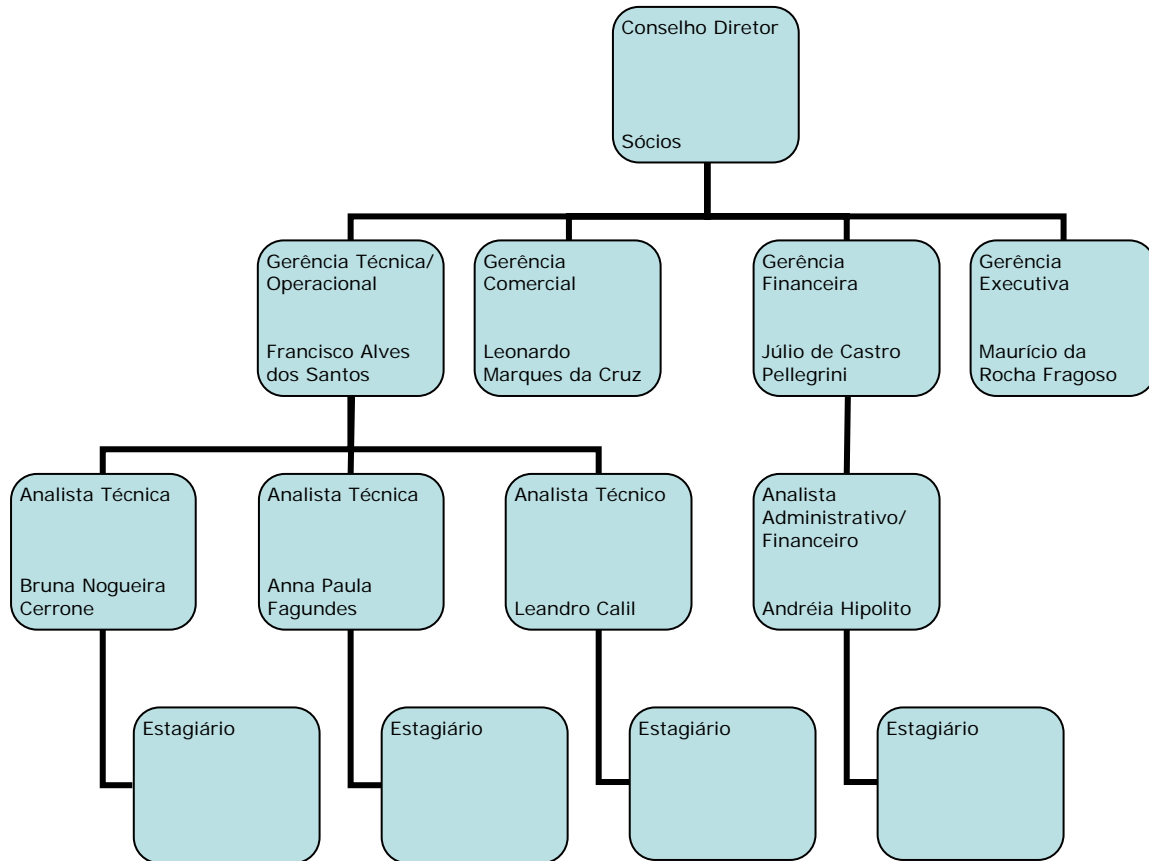 Conselho Diretor
Sócios
Gerência Técnica/
Operacional
Francisco Alves
dos Santos
Gerência
Comercial
Leonardo
Marques da Cruz
Gerência
Financeira
Júlio de Castro
Pellegrini
Gerência
Executiva
Maurício da
Rocha Fragoso
Analista Técnica
Bruna Nogueira
Cerrone
Analista Técnica
Anna Paula
Fagundes
Analista Técnico
Leandro Calil
Analista
Administrativo/
Financeiro
Andréia Hipolito
Estagiário
Estagiário
Estagiário
Estagiário